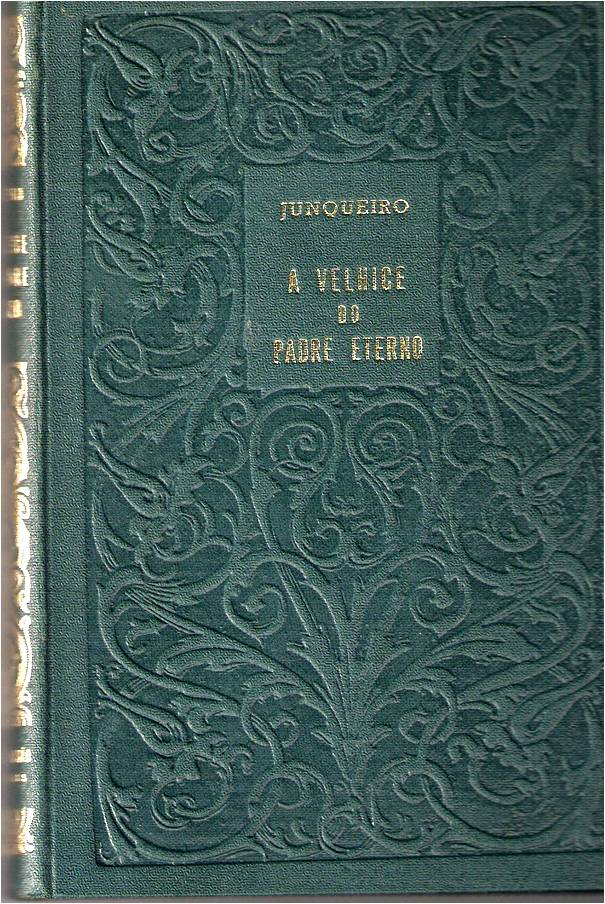 JUNQUEIRO
A VELHICE
DO
PADRE ETERNO